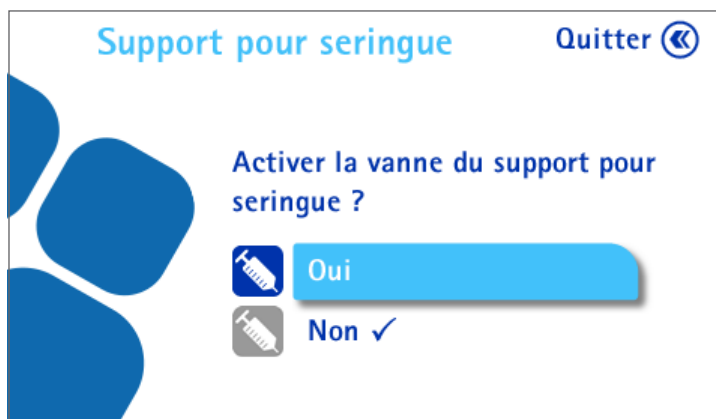 Support pour seringue
Quitter
Activer la vanne du support pour
seringue ?
Oui
Non ✓